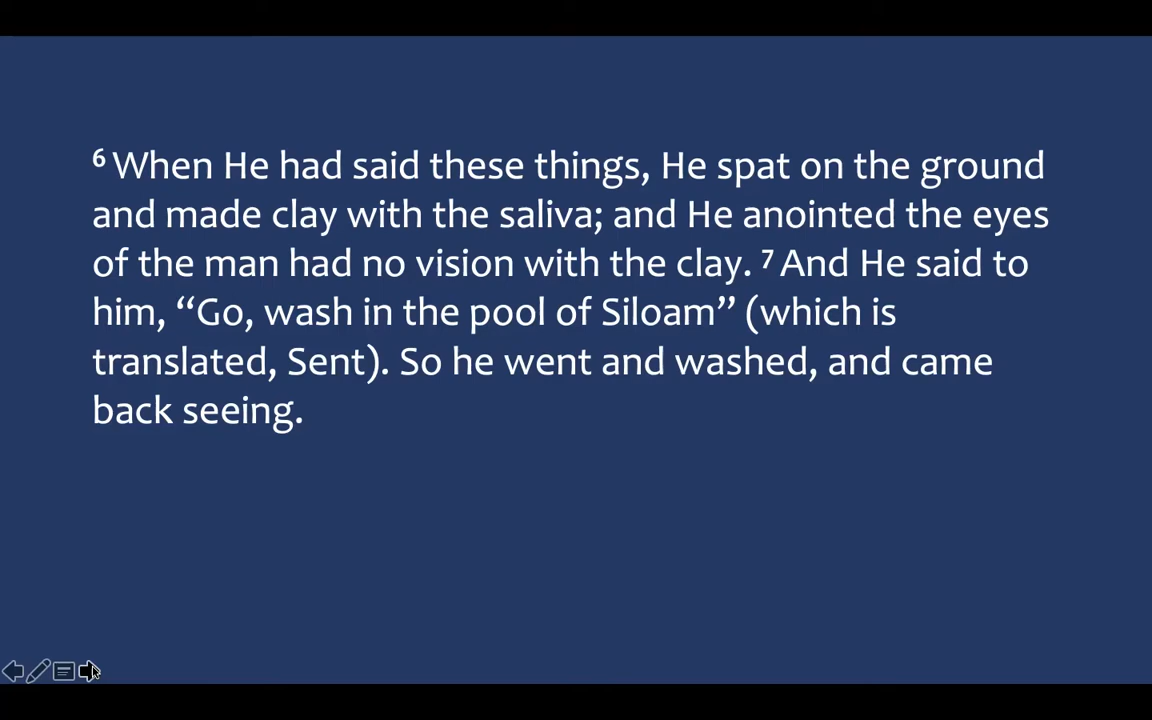 ⁶ When He had said these things, He spat on the ground
and made clay with the saliva; and He anointed the eyes
of the man had no vision with the clay. ⁷ And He said to
him, “Go, wash in the pool of Siloam” (which is
translated, Sent). So he went and washed, and came
back seeing.